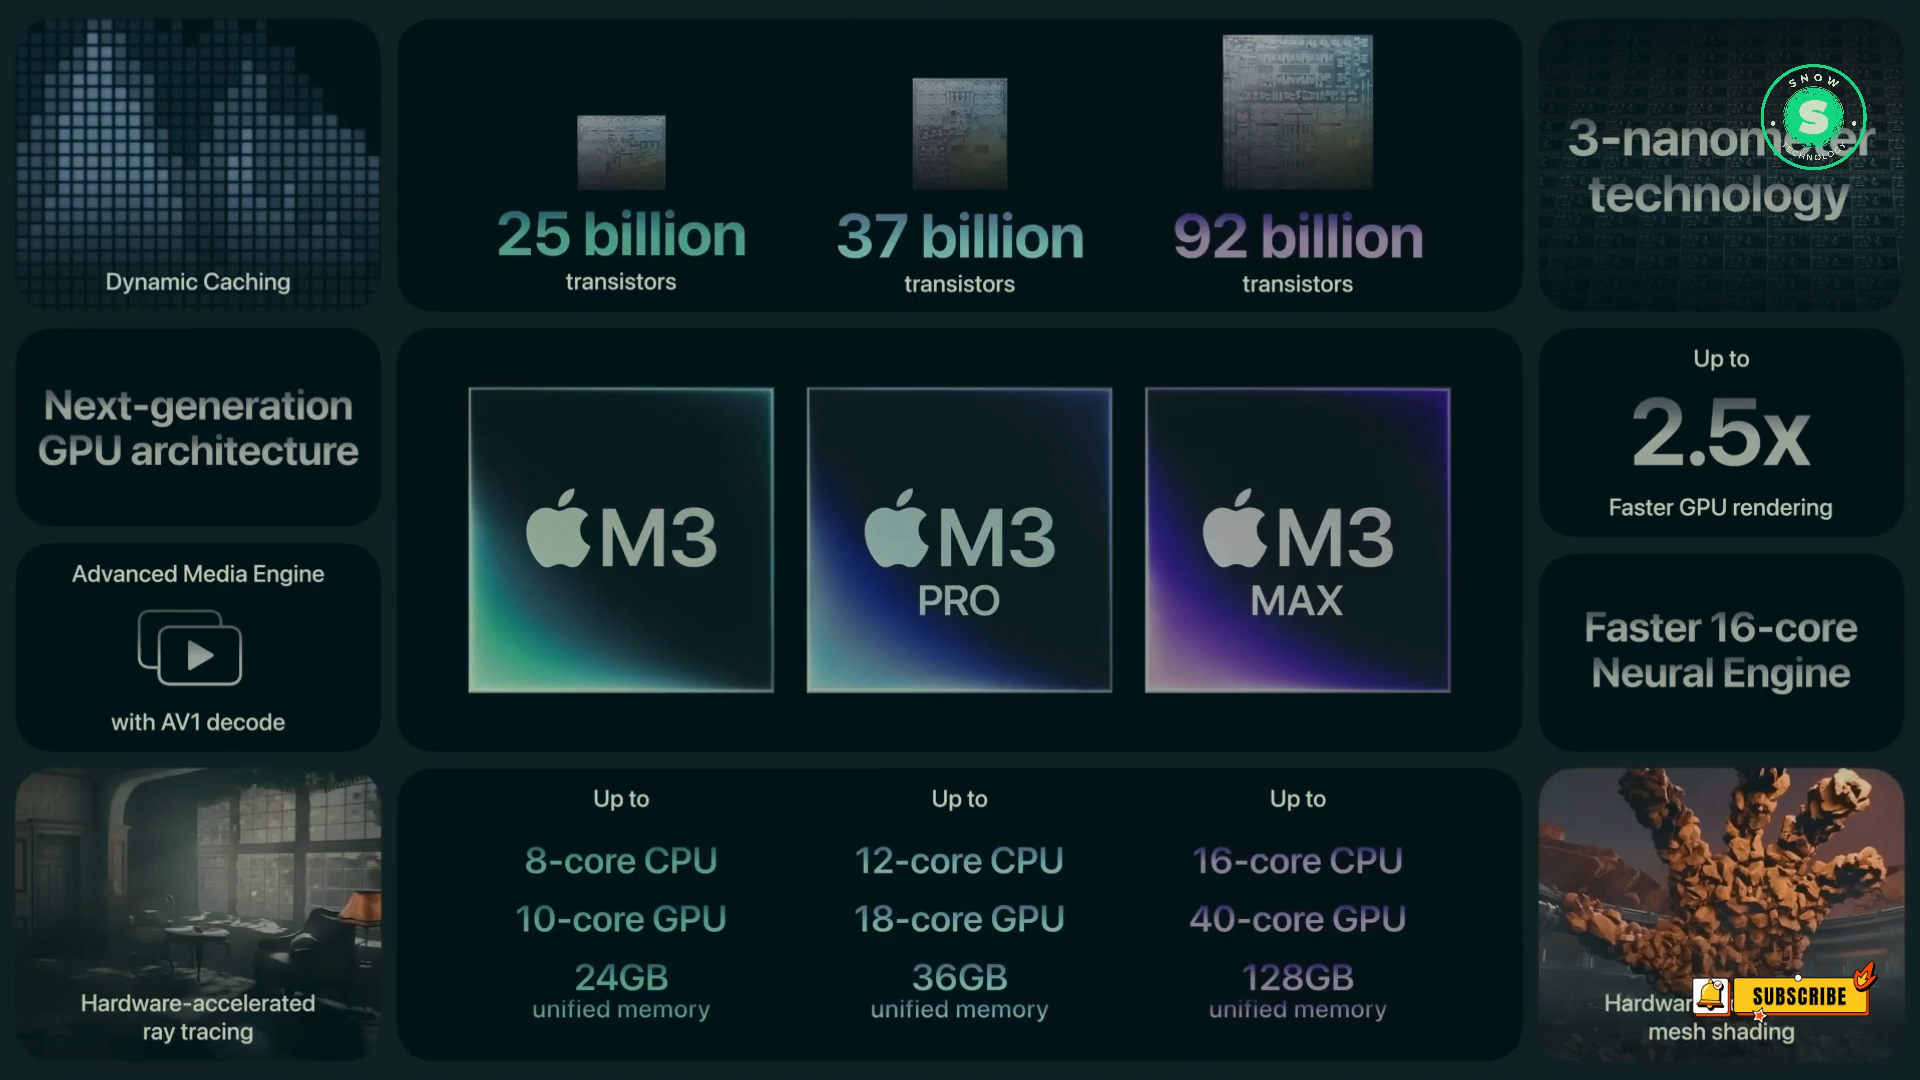 Dynamic Caching
25 billion
transistors
37 billion
transistors
92 billion
transistors
SNOW
S
TECHNOLOGY
technology
Next-generation
GPU architecture
M3
M3
PRO
M3
MAX
Up to
2.5x
Faster GPU rendering
Advanced Media Engine
with AV1 decode
Faster 16-core
Neural Engine
Hardware-accelerated
ray tracing
Up to
8-core CPU
10-core GPU
24GB
unified memory
Up to
12-core CPU
18-core GPU
36GB
unified memory
Up to
16-core CPU
40-core GPU
128GB
unified memory
SUBSCRIBE
mesh shading